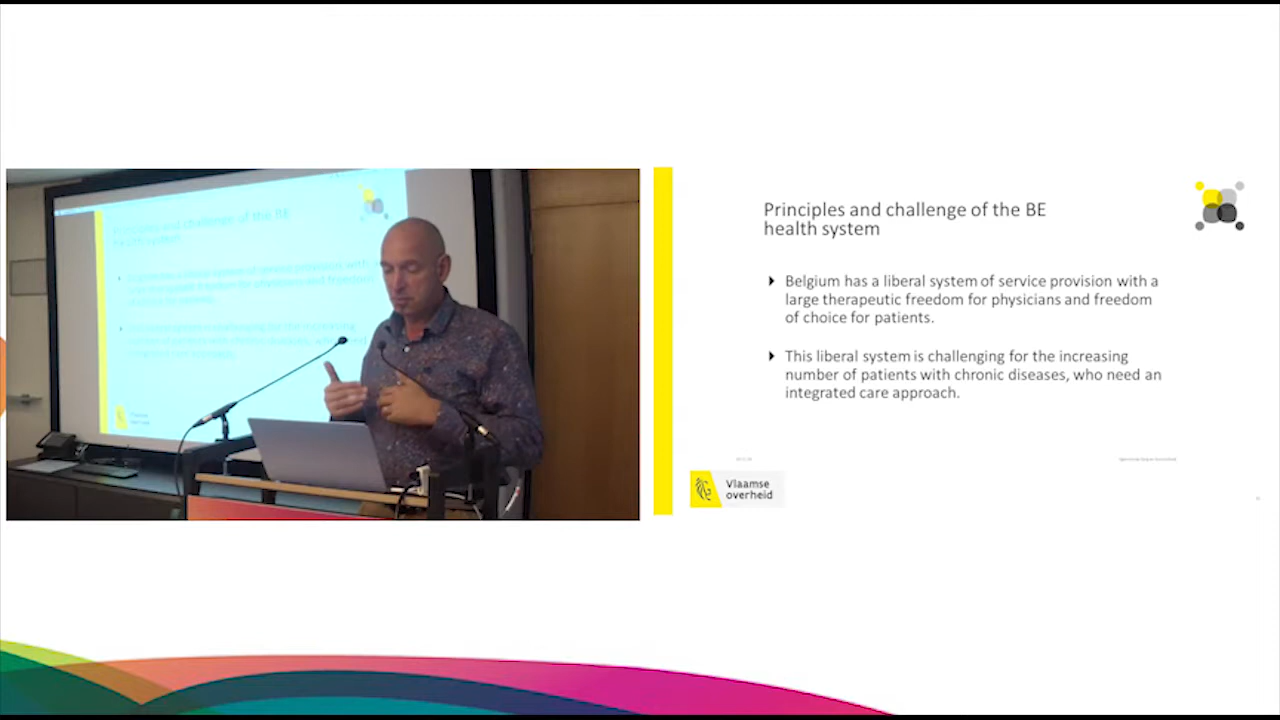 Principles and challenge of the BE
health system
Belgium has a liberal system of service provision with a
large therapeutic freedom for physicians and freedom
of choice for patients.
This liberal system is challenging for the increasing
number of patients with chronic diseases, who need an
integrated care approach.
Vlaamse
overheid